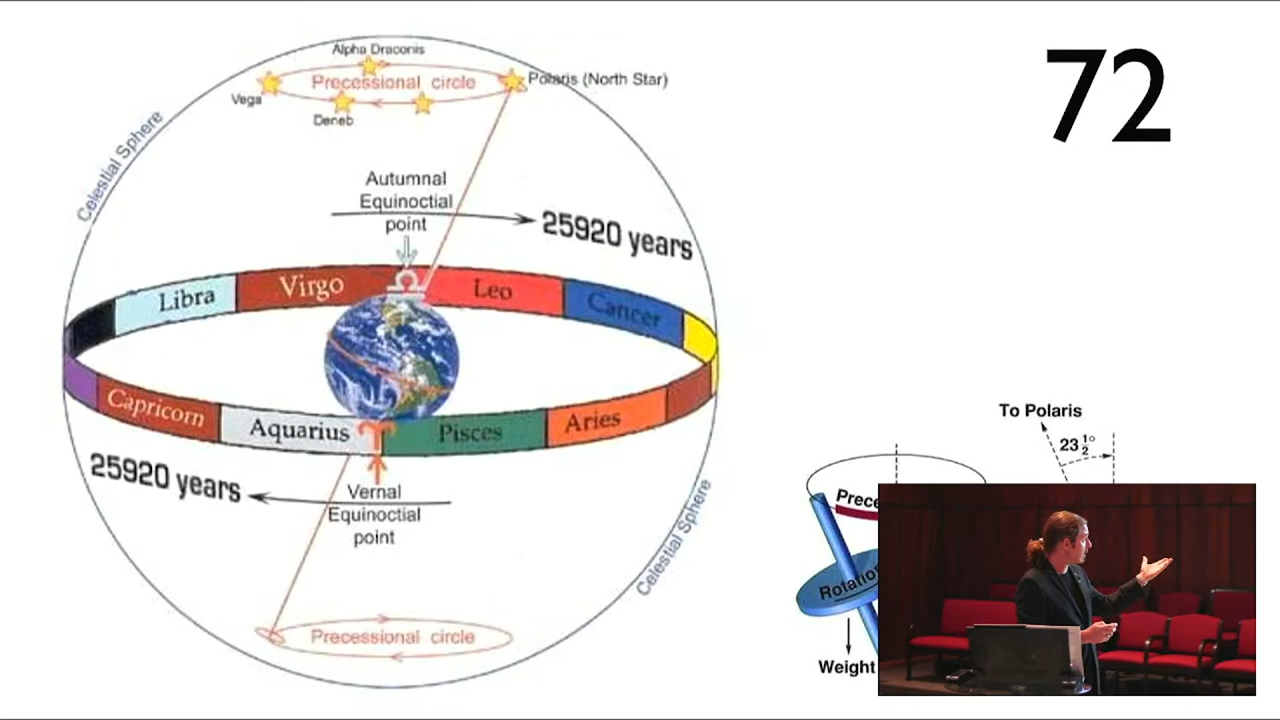 72
Alpha Draconis
Precessional circle
Polaris (North Star)
Vega
Deneb
Celestial Sphere
Autumnal
Equinoctial
point
25920 years
Libra
Virgo
Leo
Cancer
Capricorn
Aquarius
Pisces
Aries
25920 years
Vernal
Equinoctial
point
Celestial Sphere
Precessional circle
To Polaris
23 1/2°
Rotation
Weight